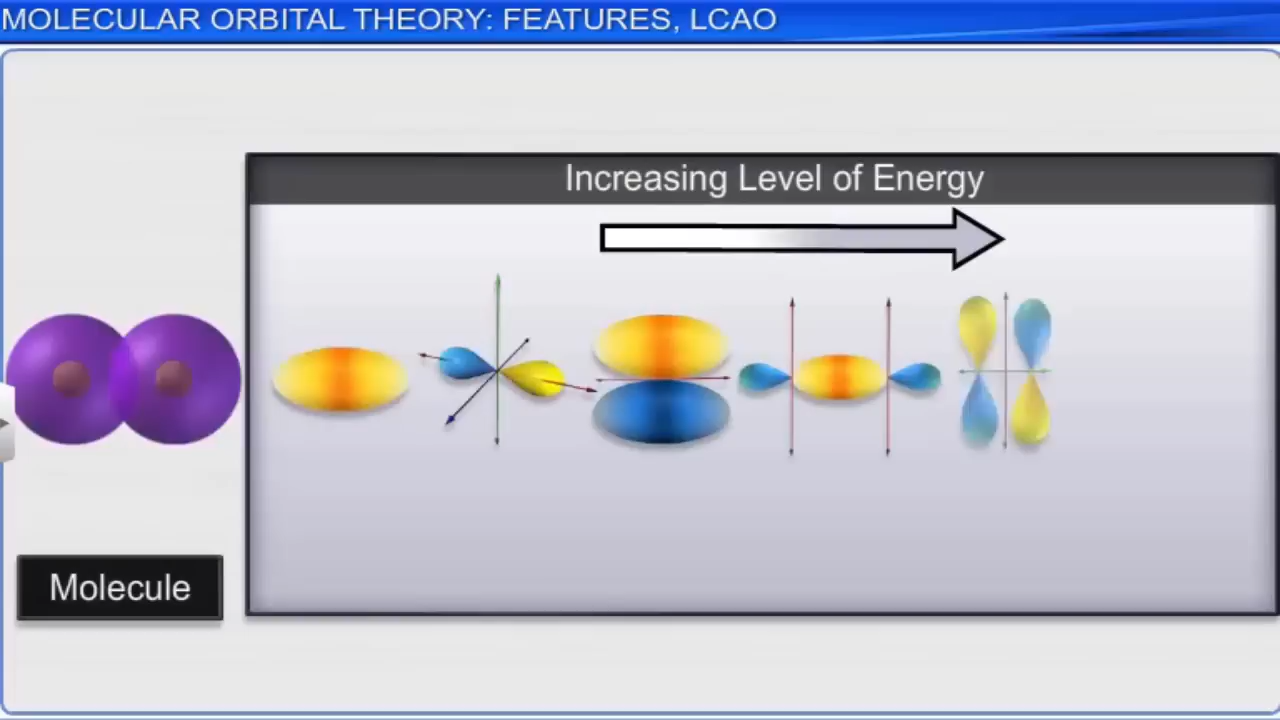 MOLECULAR ORBITAL THEORY: FEATURES, LCAO
Increasing Level of Energy
Molecule